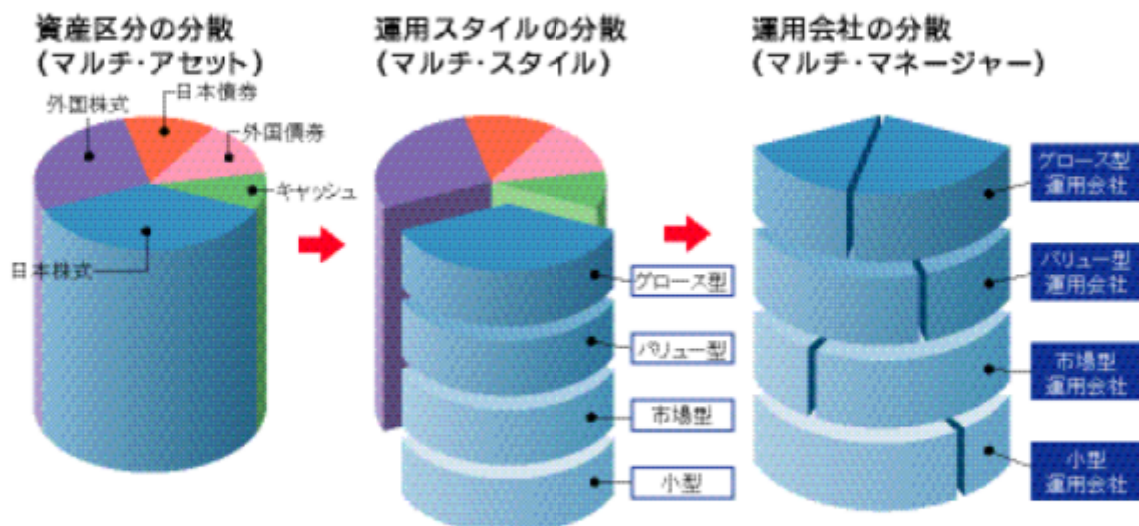 資産区分の分散
(マルチ・アセット)
外国株式
日本債券
外国債券
キャッシュ
日本株式
運用スタイルの分散
(マルチ・スタイル)
グロース型
バリュー型
市場型
小型
運用会社の分散
(マルチ・マネージャー)
グロース型
運用会社
バリュー型
運用会社
市場型
運用会社
小型
運用会社